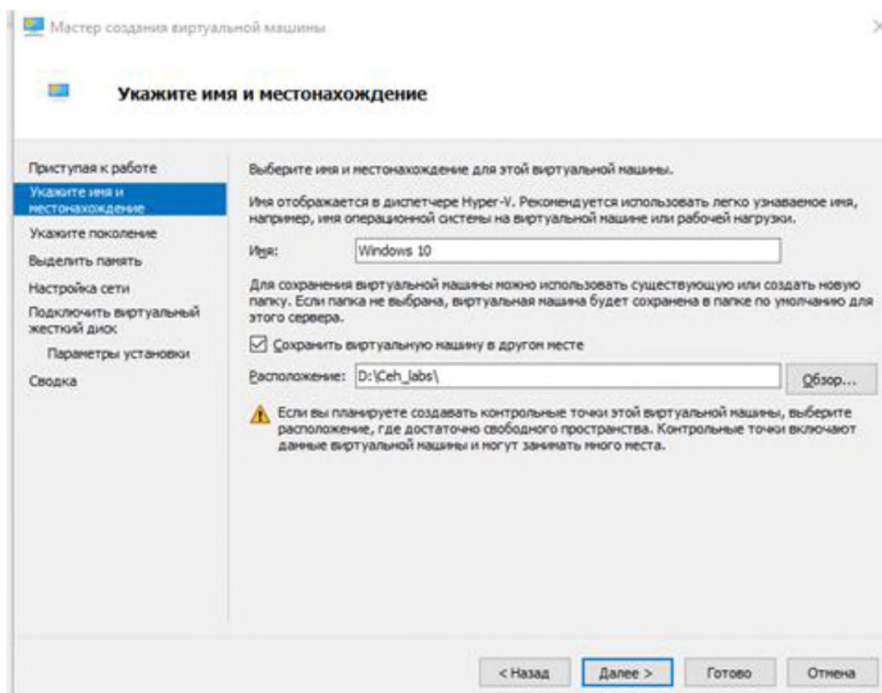 Мастер создания виртуальной машины
Укажите имя и местонахождение
Приступая к работе
Укажите имя и
местонахождение
Укажите поколение
Выделить память
Настройка сети
Подключить виртуальный
жесткий диск
Параметры установки
Сводка
Выберите имя и местонахождение для этой виртуальной машины.
Имя отображается в диспетчере Hyper-V. Рекомендуется использовать легко узнаваемое имя,
например, имя операционной системы на виртуальной машине или рабочей нагрузки.
Имя: Windows 10
Для сохранения виртуальной машины можно использовать существующую или создать новую
папку. Если папка не выбрана, виртуальная машина будет сохранена в папке по умолчанию для
этого сервера.
Сохранить виртуальную машину в другом месте
Расположение: D:\Ceh_labs\ Обзор...
Если вы планируете создавать контрольные точки этой виртуальной машины, выберите
расположение, где достаточно свободного пространства. Контрольные точки включают
данные виртуальной машины и могут занимать много места.
< Назад Далее > Готово Отмена